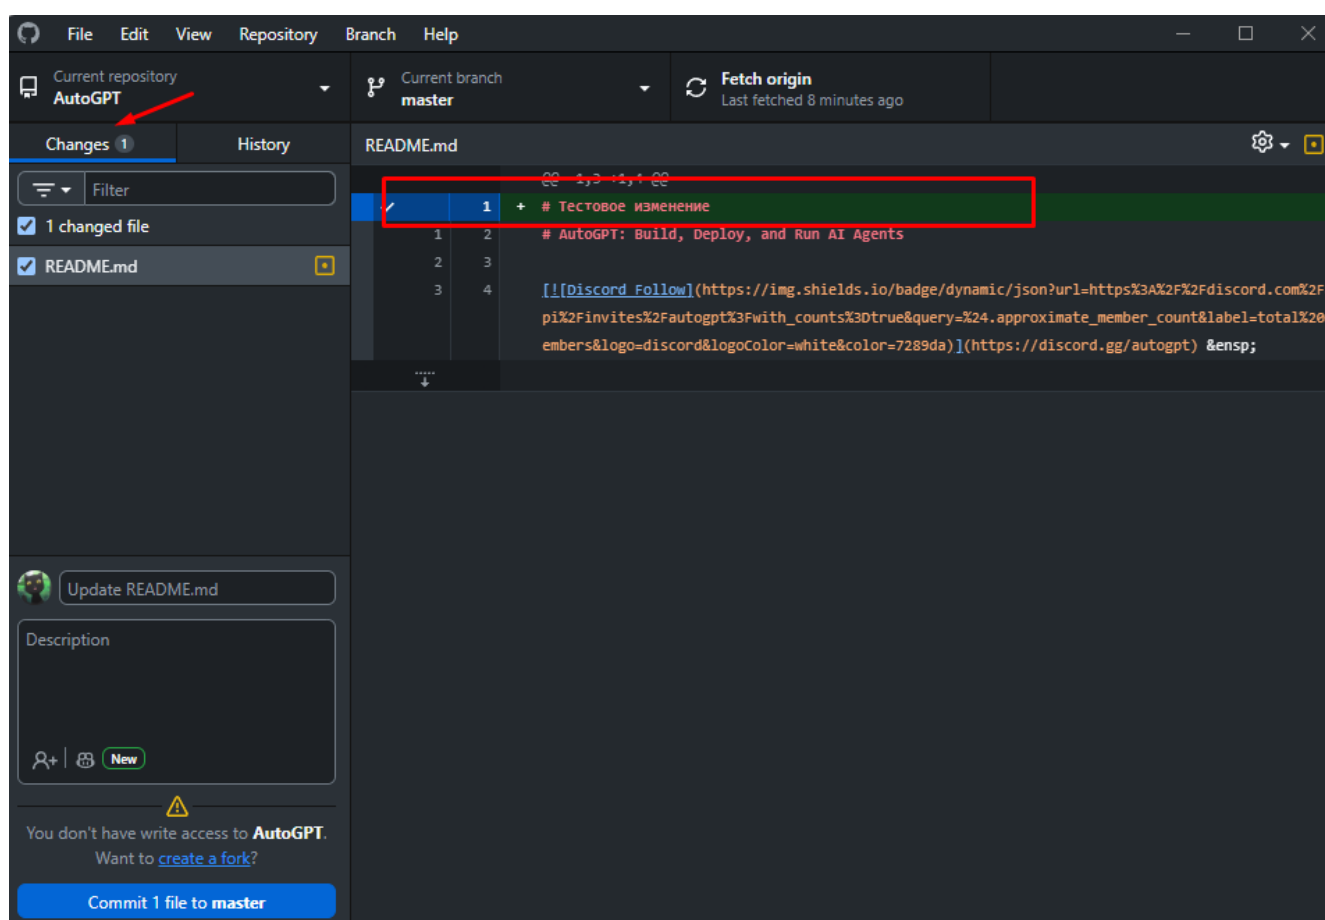 File Edit View Repository Branch Help
Current repository
AutoGPT
Current branch
master
Fetch origin
Last fetched 8 minutes ago
Changes 1
History
README.md
Filter
1 changed file
README.md
@@ -1,3 +1,4 @@
1 + # Тестовое изменение
1 2 # AutoGPT: Build, Deploy, and Run AI Agents
2 3
3 4 [![Discord Follow](https://img.shields.io/badge/dynamic/json?url=https%3A%2F%2Fdiscord.com%2F
pi%2Finvites%2Fautogpt%3Fwith_counts%3Dtrue&query=%24.approximate_member_count&label=total%20
embers&logo=discord&logoColor=white&color=7289da)](https://discord.gg/autogpt) &ensp;
Update README.md
Description
New
You don't have write access to AutoGPT.
Want to create a fork?
Commit 1 file to master